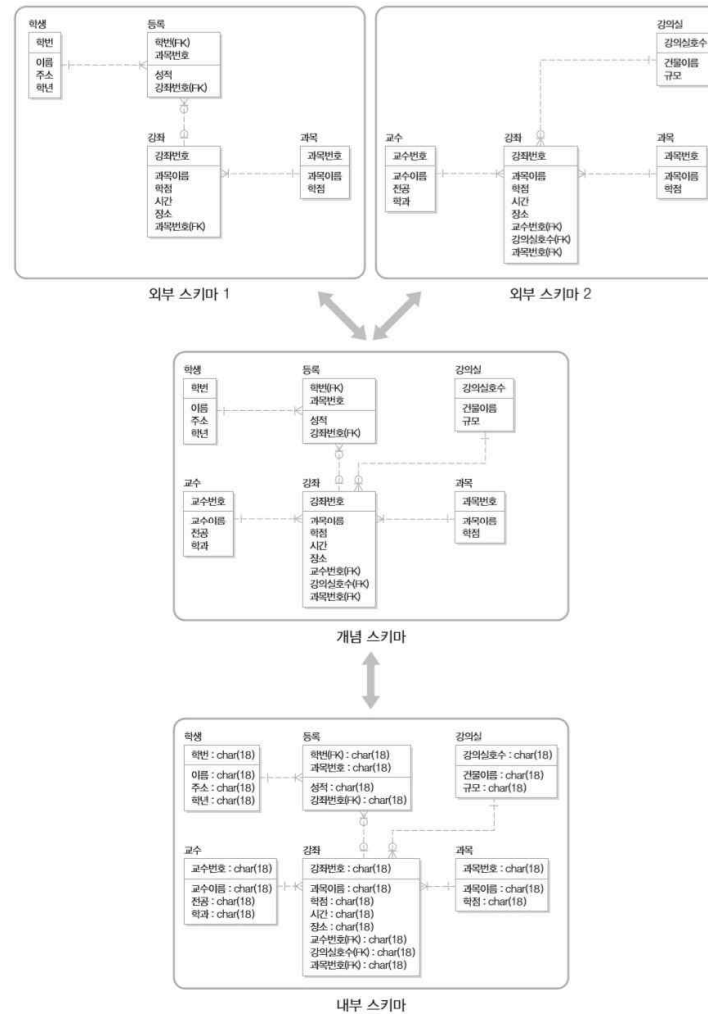 학생
학번
이름
주소
학년
등록
학번(FK)
과목번호
성적
강좌번호(FK)
강좌
강좌번호
과목이름
학점
시간
장소
과목번호(FK)
과목
과목번호
과목이름
학점
외부 스키마 1
강의실
강의실호수
건물이름
규모
교수
교수번호
교수이름
전공
학과
강좌
강좌번호
과목이름
학점
시간
장소
교수번호(FK)
강의실호수(FK)
과목번호(FK)
과목
과목번호
과목이름
학점
외부 스키마 2
학생
학번
이름
주소
학년
등록
학번(FK)
과목번호
성적
강좌번호(FK)
강의실
강의실호수
건물이름
규모
교수
교수번호
교수이름
전공
학과
강좌
강좌번호
과목이름
학점
시간
장소
교수번호(FK)
강의실호수(FK)
과목번호(FK)
과목
과목번호
과목이름
학점
개념 스키마
학생
학번 : char(18)
이름 : char(18)
주소 : char(18)
학년 : char(18)
등록
학번(FK) : char(18)
과목번호 : char(18)
성적 : char(18)
강좌번호(FK) : char(18)
강의실
강의실호수 : char(18)
건물이름 : char(18)
규모 : char(18)
교수
교수번호 : char(18)
교수이름 : char(18)
전공 : char(18)
학과 : char(18)
강좌
강좌번호 : char(18)
과목이름 : char(18)
학점 : char(18)
시간 : char(18)
장소 : char(18)
교수번호(FK) : char(18)
강의실호수(FK) : char(18)
과목번호(FK) : char(18)
과목
과목번호 : char(18)
과목이름 : char(18)
학점 : char(18)
내부 스키마